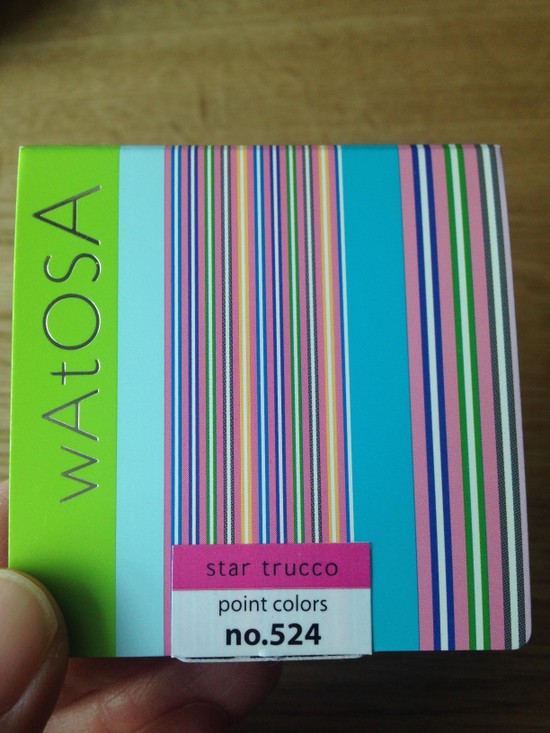 wAtOSA
star trucco
point colors
no.524